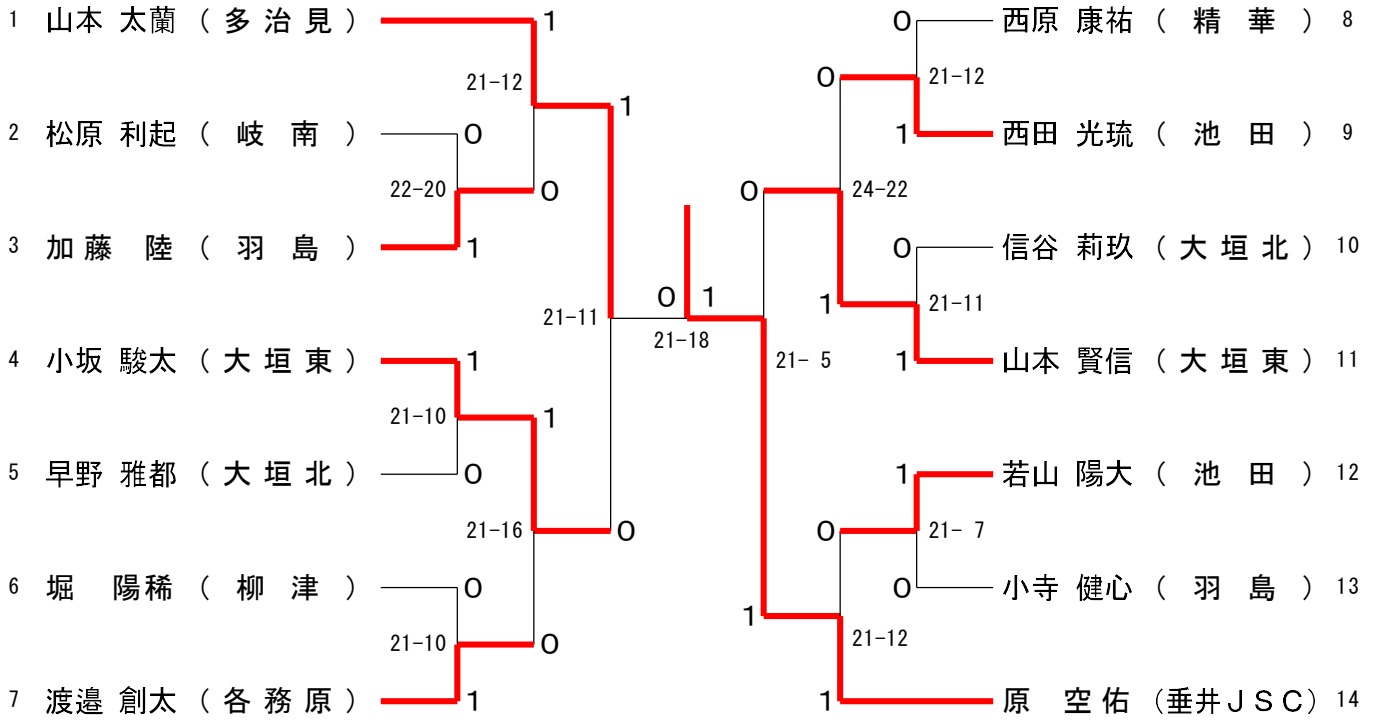 1 山本 太蘭 ( 多 治 見 )
1
21-12
1
2 松原 利起 ( 岐 南 )
0
22-20
0
3 加藤 陸 ( 羽 島 )
1
21-11
4 小坂 駿太 ( 大 垣 東 )
1
21-10
1
5 早野 雅都 ( 大 垣 北 )
0
21-16
0
6 堀 陽稀 ( 柳 津 )
0
21-10
0
7 渡邉 創太 ( 各 務 原 )
1
0 1
21-18
0 西原 康祐 ( 精 華 ) 8
0
21-12
1 西田 光琉 ( 池 田 ) 9
0
24-22
0 信谷 莉玖 ( 大 垣 北 ) 10
1
21-11
1 山本 賢信 ( 大 垣 東 ) 11
21- 5
1 若山 陽大 ( 池 田 ) 12
0
21- 7
0 小寺 健心 ( 羽 島 ) 13
1
21-12
1 原 空佑 (垂井ＪＳＣ) 14